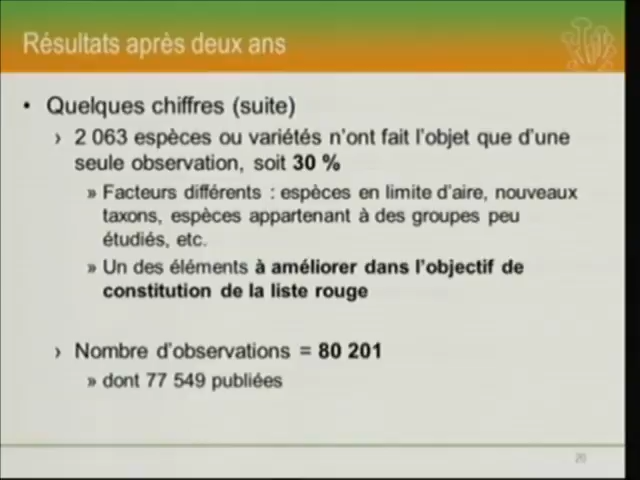 Résultats après deux ans
• Quelques chiffres (suite)
› 2 063 espèces ou variétés n'ont fait l'objet que d'une
seule observation, soit 30 %
» Facteurs différents : espèces en limite d'aire, nouveaux
taxons, espèces appartenant à des groupes peu
étudiés, etc.
» Un des éléments à améliorer dans l'objectif de
constitution de la liste rouge
› Nombre d'observations = 80 201
» dont 77 549 publiées
20